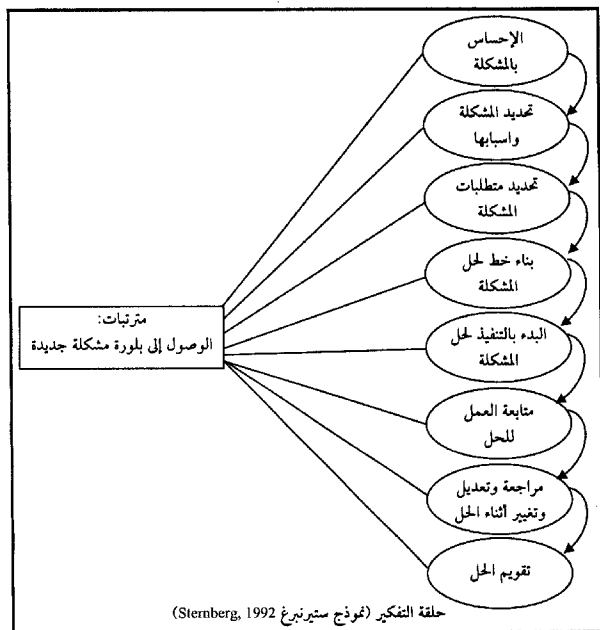 الإحساس
بالمشكلة
تحديد المشكلة
واسبابها
تحديد متطلبات
المشكلة
بناء خط لحل
المشكلة
مترتبات:
الوصول إلى بلورة مشكلة جديدة
البدء بالتنفيذ لحل
المشكلة
متابعة العمل
للحل
مراجعة وتعديل
وتغيير أثناء الحل
تقويم الحل
حلقة التفكير (نموذج ستيرنبرغ Sternberg, 1992)